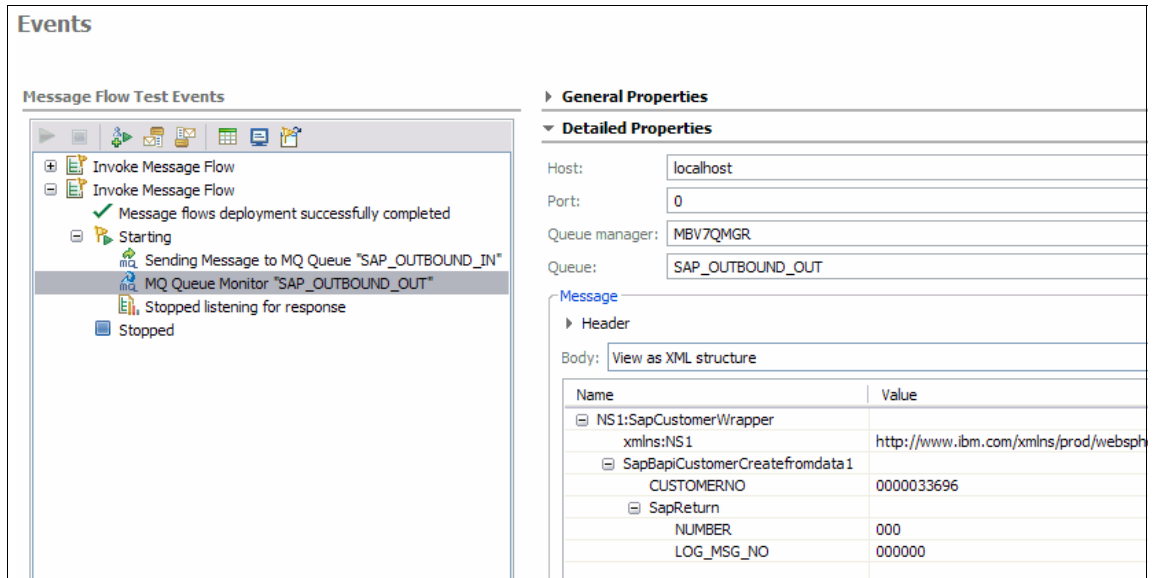 Events
Message Flow Test Events
Invoke Message Flow
Invoke Message Flow
Message flows deployment successfully completed
Starting
Sending Message to MQ Queue "SAP_OUTBOUND_IN"
MQ Queue Monitor "SAP_OUTBOUND_OUT"
Stopped listening for response
Stopped
General Properties
Detailed Properties
Host: localhost
Port: 0
Queue manager: MBV7QMGR
Queue: SAP_OUTBOUND_OUT
Message
Header
Body: View as XML structure
Name Value
NS1:SapCustomerWrapper
xmlns:NS1 http://www.ibm.com/xmlns/prod/websph
SapBapiCustomerCreatefromdata1
CUSTOMERNO 0000033696
SapReturn
NUMBER 000
LOG_MSG_NO 000000